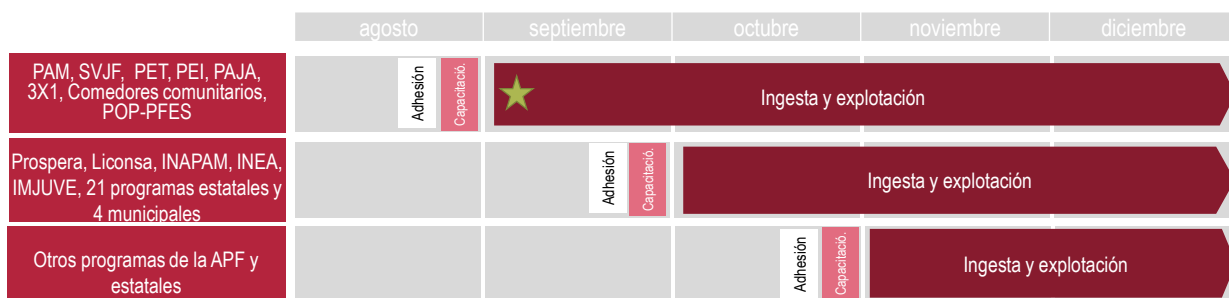 agosto septiembre octubre noviembre diciembre
PAM, SVJF, PET, PEI, PAJA,
3X1, Comedores comunitarios,
POP-PFES
Adhesión
Capacitació.
Ingesta y explotación
Prospera, Liconsa, INAPAM, INEA,
IMJUVE, 21 programas estatales y
4 municipales
Adhesión
Capacitació.
Ingesta y explotación
Otros programas de la APF y
estatales
Adhesión
Capacitació.
Ingesta y explotación